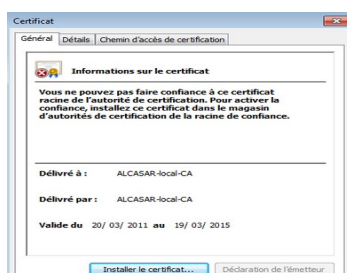 Certificat
Général Détails Chemin d'accès de certification
Informations sur le certificat
Vous ne pouvez pas faire confiance à ce certificat
racine de l'autorité de certification. Pour activer la
confiance, installez ce certificat dans le magasin
d'autorités de certification de la racine de confiance.
Délivré à : ALCASAR-local-CA
Délivré par : ALCASAR-local-CA
Valide du 20/ 03/ 2011 au 19/ 03/ 2015
Installer le certificat... Déclaration de l'émetteur